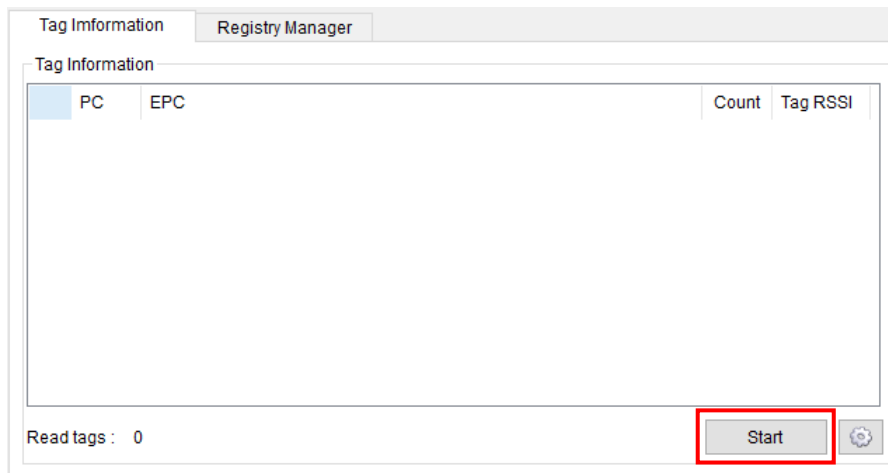 Tag Imformation Registry Manager
Tag Information
PC EPC Count Tag RSSI
Read tags : 0 Start